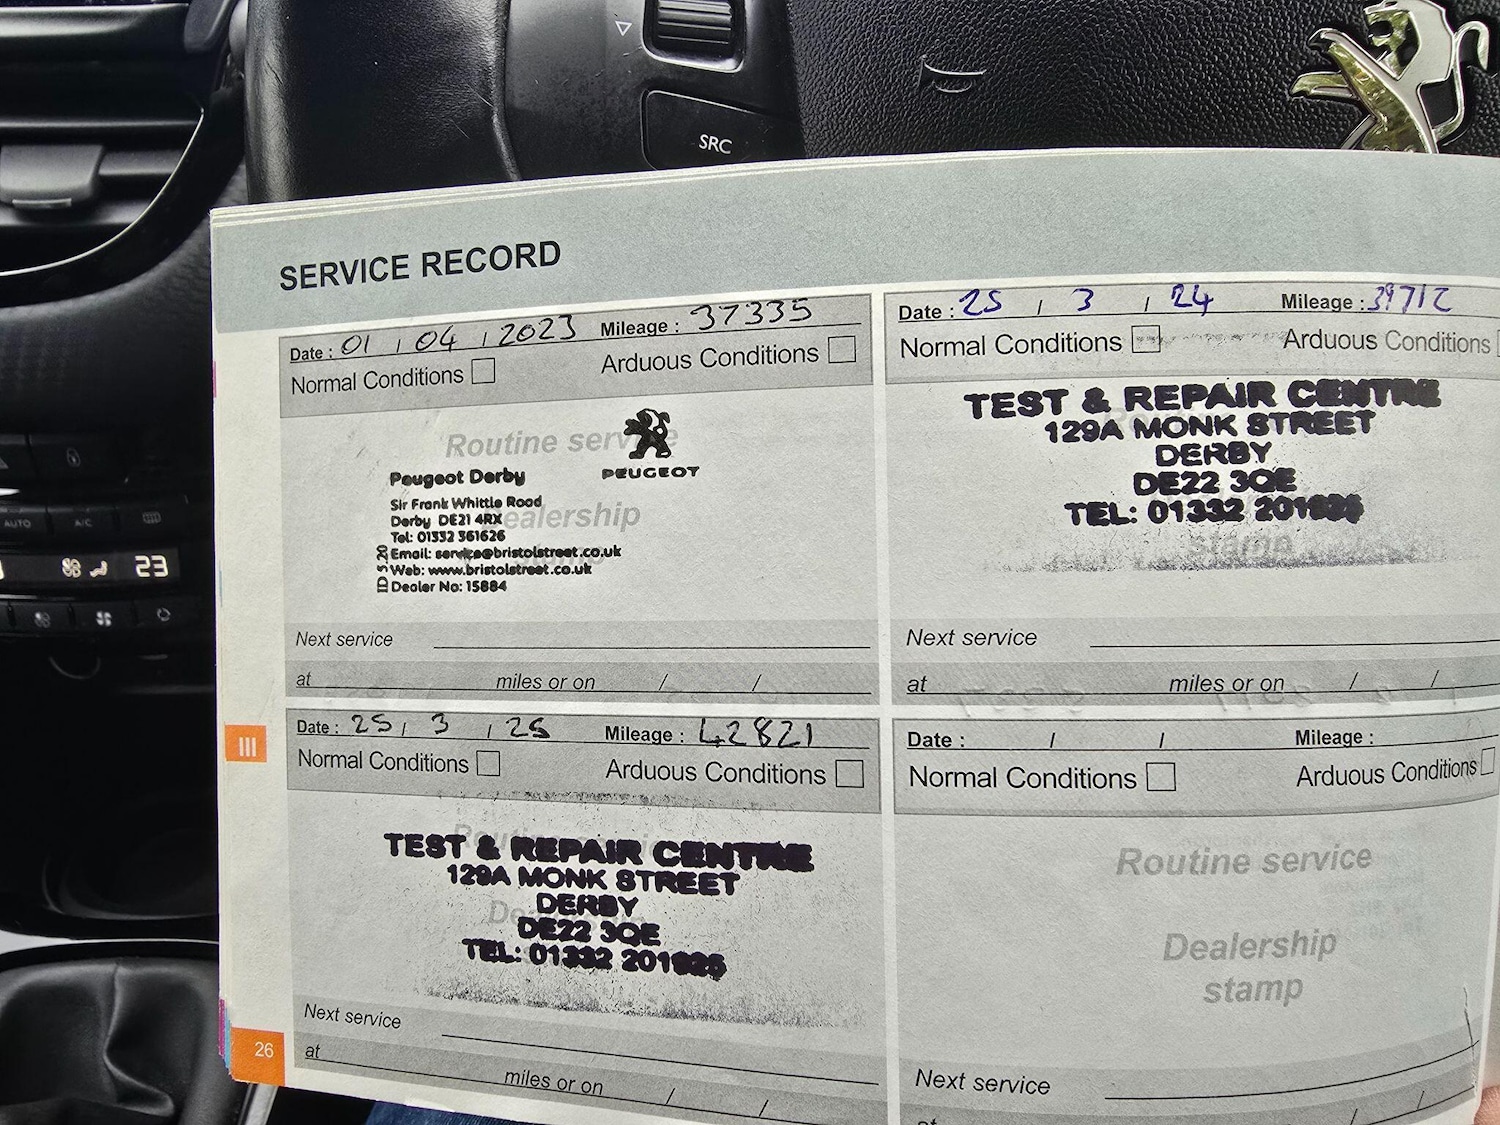 SRC
AUTO
A/C
23
SERVICE RECORD
Date : 01 / 04 / 2023 Mileage : 37335
Normal Conditions Arduous Conditions
Routine service
PEUGEOT
Peugeot Derby
Sir Frank Whittle Road
Derby DE21 4RX
Tel: 01332 361626
Email: service@bristolstreet.co.uk
Web: www.bristolstreet.co.uk
Dealer No: 15884
ID 5.20
Dealership
Next service
at miles or on / /
Date : 25 / 3 / 24 Mileage : 39712
Normal Conditions Arduous Conditions
TEST & REPAIR CENTRE
129A MONK STREET
DERBY
DE22 3QE
TEL: 01332
stamp
Next service
at miles or on / /
III
Date : 25 / 3 / 25 Mileage : 42821
Normal Conditions Arduous Conditions
TEST & REPAIR CENTRE
129A MONK STREET
DERBY
DE22 3QE
TEL: 01332
Next service
at
miles or on / /
26
Date : / / Mileage :
Normal Conditions Arduous Conditions
Routine service
Dealership
stamp
Next service
at / /